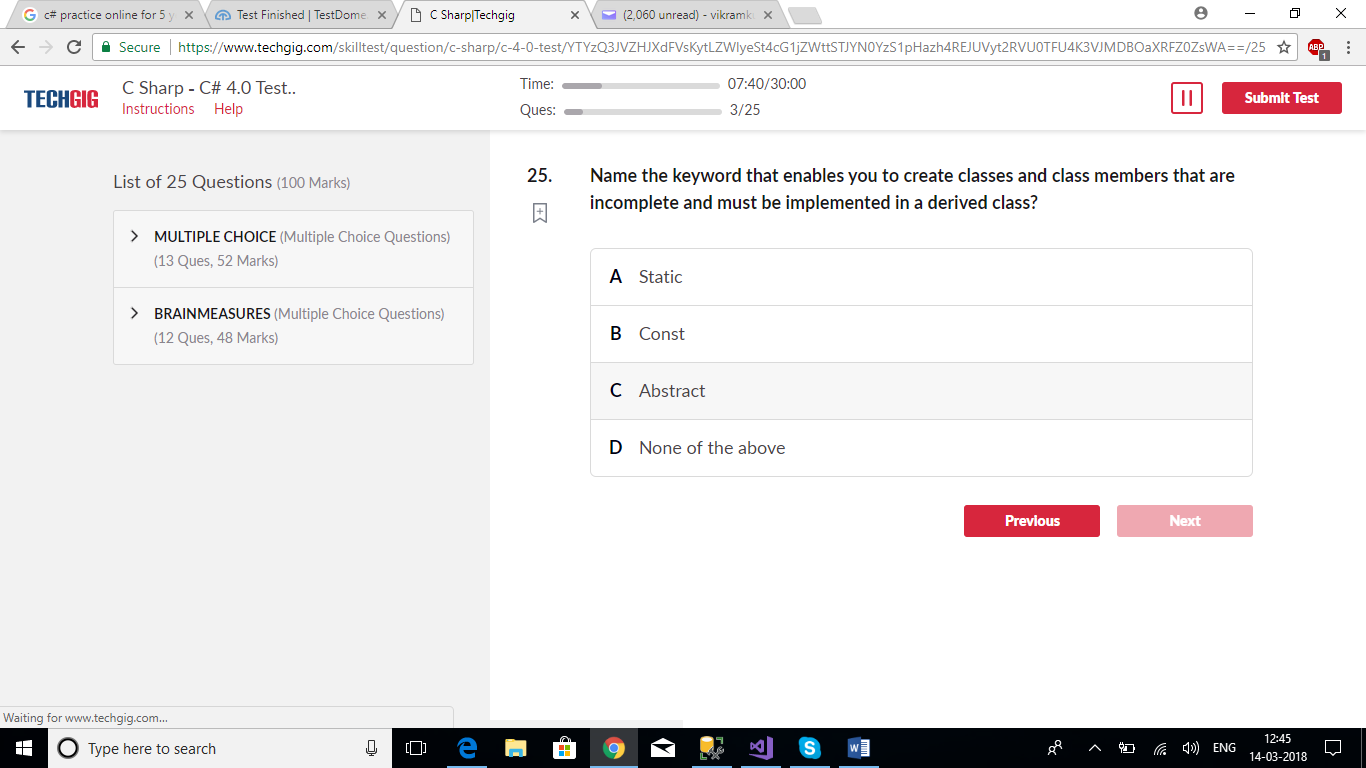 c# practice online for 5 y
Test Finished | TestDome
C Sharp|Techgig
(2,060 unread) - vikramk
Secure
https://www.techgig.com/skilltest/question/c-sharp/c-4-0-test/YTYzQ3JVZHJXdFVsKytLZWIyeSt4cG1jZWttSTJYN0YzS1pHazh4REJUVyt2RVU0TFU4K3VJMDBOaXRFZ0ZsWA==/25
ABP
1
TECHGIG
C Sharp - C# 4.0 Test..
Instructions Help
Time: 07:40/30:00
Ques: 3/25
Submit Test
List of 25 Questions (100 Marks)
MULTIPLE CHOICE (Multiple Choice Questions)
(13 Ques, 52 Marks)
BRAINMEASURES (Multiple Choice Questions)
(12 Ques, 48 Marks)
25. Name the keyword that enables you to create classes and class members that are
incomplete and must be implemented in a derived class?
A Static
B Const
C Abstract
D None of the above
Previous Next
Waiting for www.techgig.com...
Type here to search
ENG
12:45
14-03-2018